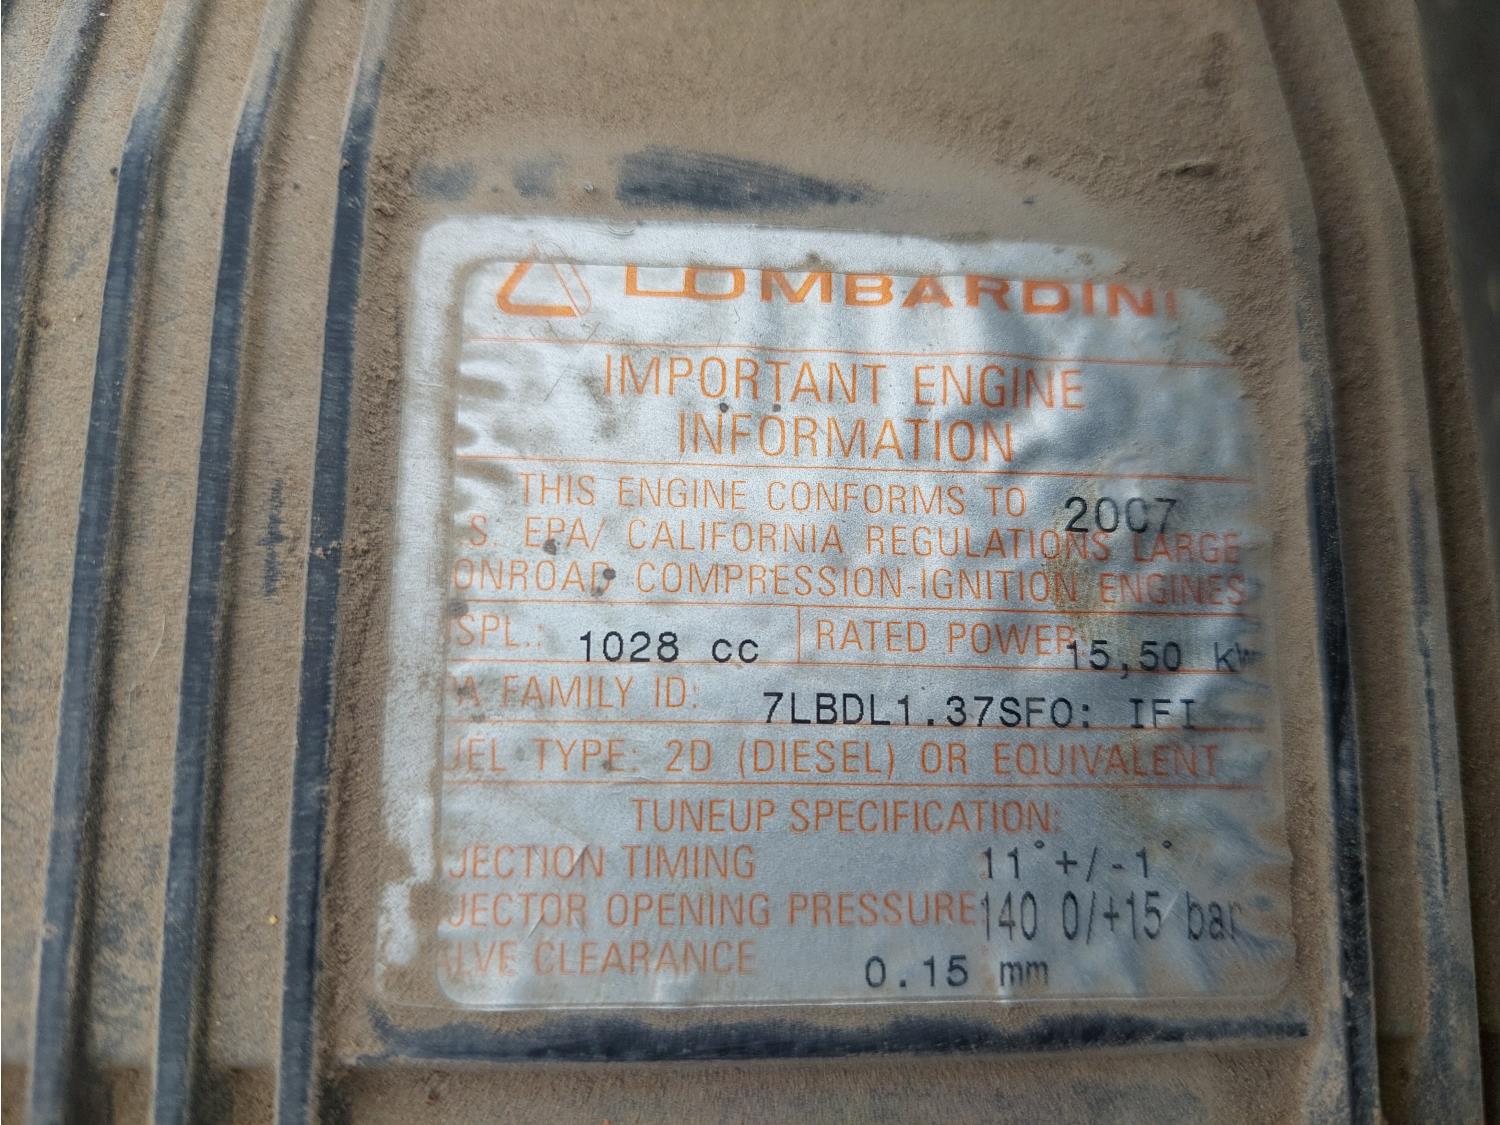 LOMBARDINI
IMPORTANT ENGINE
INFORMATION
THIS ENGINE CONFORMS TO 2007
S. EPA/ CALIFORNIA REGULATIONS LARGE
ONROAD COMPRESSION-IGNITION ENGINES
SPL.: 1028 cc RATED POWER 15,50 kW
A FAMILY ID: 7LBDL1.37SFO: IFI
UEL TYPE: 2D (DIESEL) OR EQUIVALENT
TUNEUP SPECIFICATION:
JECTION TIMING 11°+/-1°
JECTOR OPENING PRESSURE: 140 0/+15 bar
LVE CLEARANCE 0.15 mm